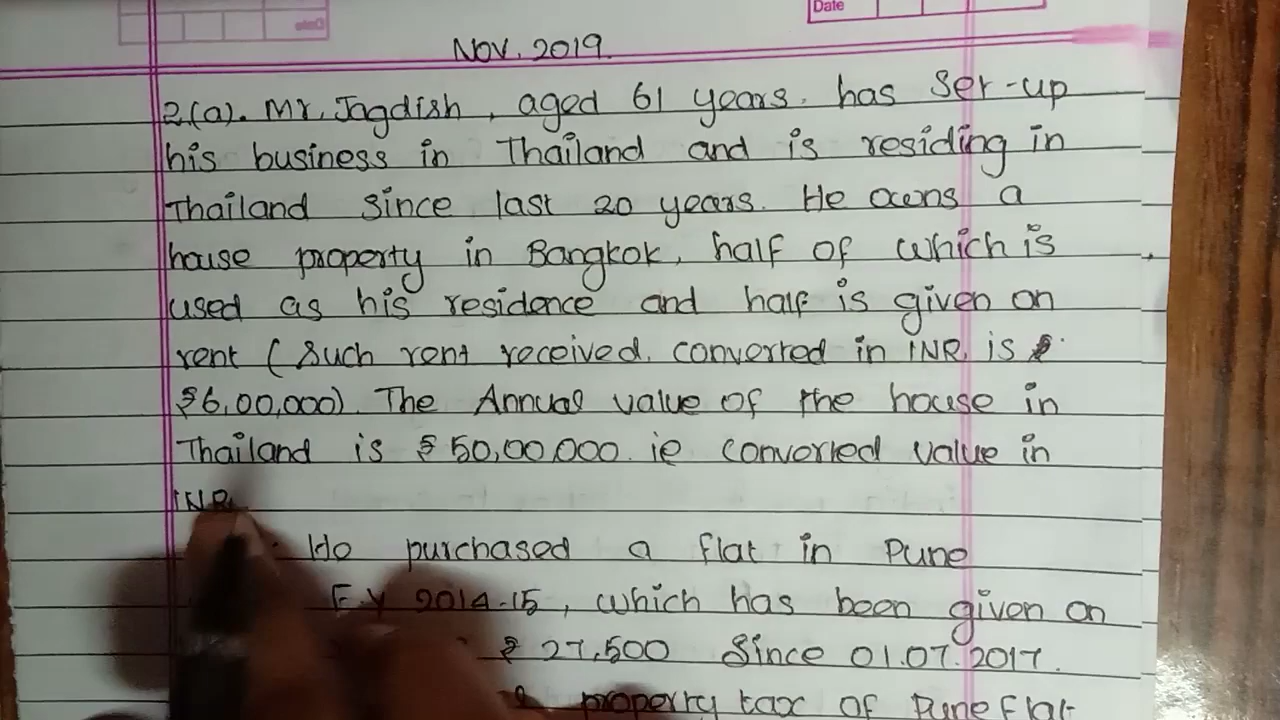 Date
Nov. 2019.
2.(a). Mr. Jagdish, aged 61 years. has Set-up
his business in Thailand and is residing in
Thailand since last 20 years. He owns a
house property in Bangkok, half of which is
used as his residence and half is given on
rent (Such rent received, converted in INR, is
₹6,00,000). The Annual value of the house in
Thailand is ₹50,00,000 ie converted value in
INR.
He purchased a flat in Pune
F.Y 2014-15, which has been given on
₹ 27,500 Since 01.07.2017.
property tax of Pune flat